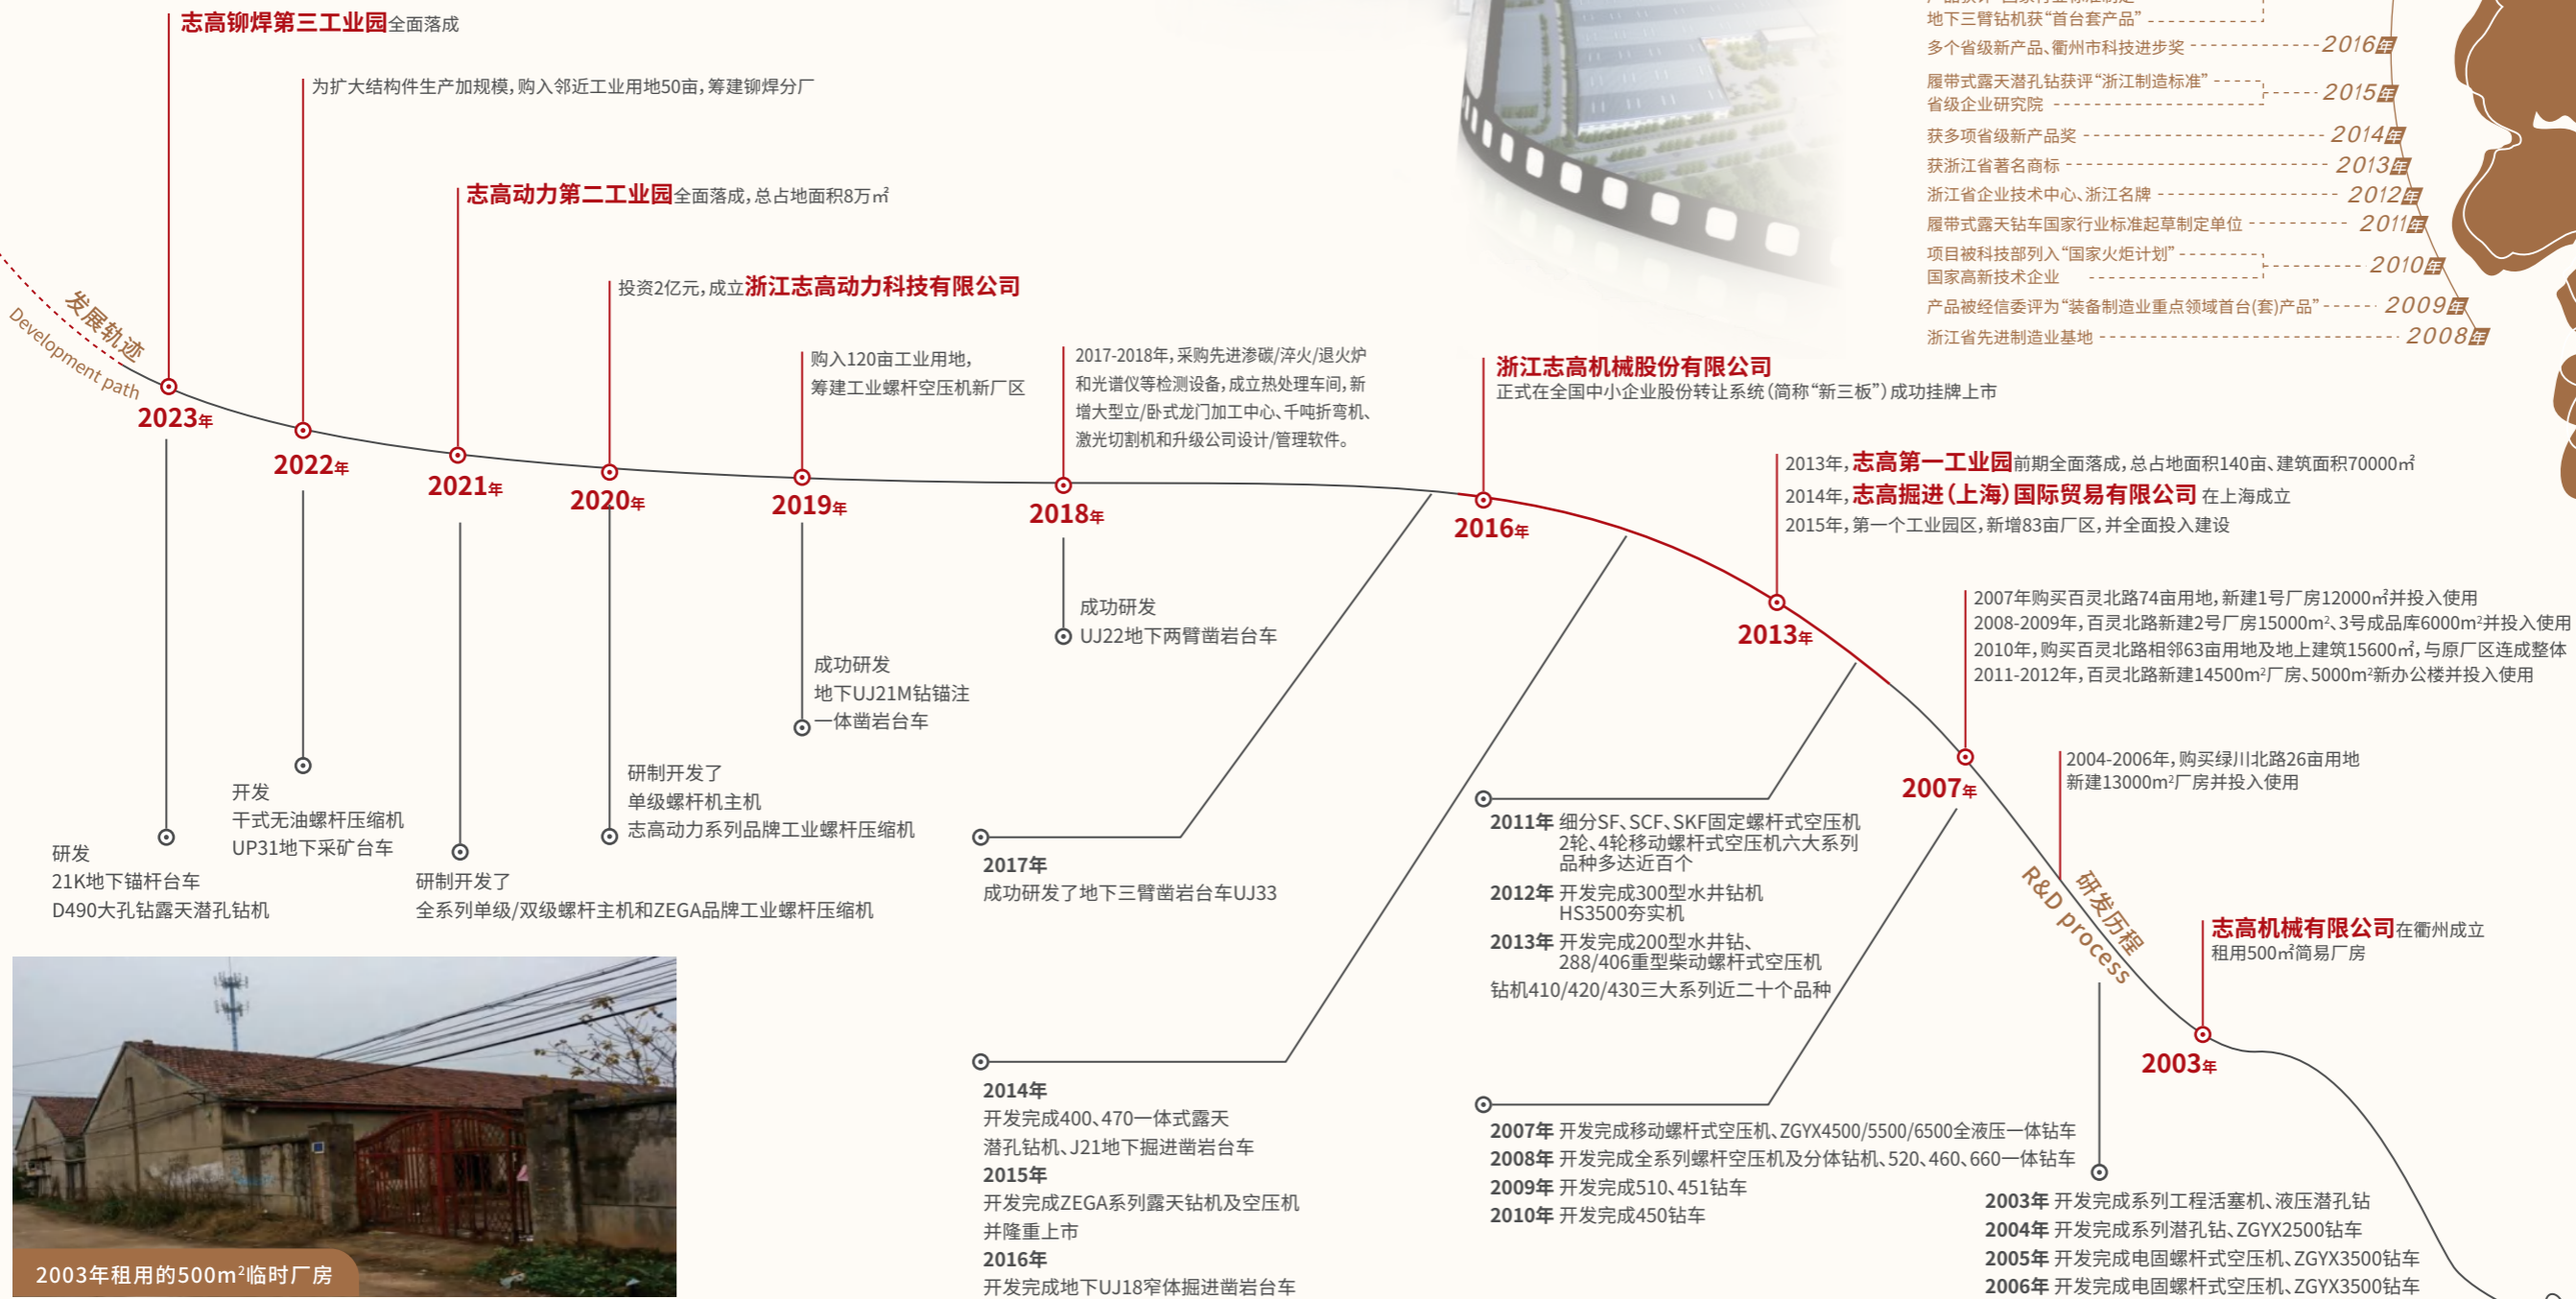 志高铆焊第三工业园全面落成
为扩大结构件生产加规模，购入邻近工业用地50亩，筹建铆焊分厂
志高动力第二工业园全面落成，总占地面积8万㎡
投资2亿元，成立浙江志高动力科技有限公司
购入120亩工业用地，
筹建工业螺杆空压机新厂区
2017-2018年，采购先进渗碳/淬火/退火炉
和光谱仪等检测设备，成立热处理车间，新
增大型立/卧式龙门加工中心、千吨折弯机、
激光切割机和升级公司设计/管理软件。
浙江志高机械股份有限公司
正式在全国中小企业股份转让系统（简称“新三板”）成功挂牌上市
2013年，志高第一工业园前期全面落成，总占地面积140亩、建筑面积70000㎡
2014年，志高掘进（上海）国际贸易有限公司 在上海成立
2015年，第一个工业园区，新增83亩厂区，并全面投入建设
2007年购买百灵北路74亩用地，新建1号厂房12000㎡并投入使用
2008-2009年，百灵北路新建2号厂房15000m²、3号成品库6000m²并投入使用
2010年，购买百灵北路相邻63亩用地及地上建筑15600㎡，与原厂区连成整体
2011-2012年，百灵北路新建14500m²厂房、5000m²新办公楼并投入使用
2004-2006年，购买绿川北路26亩用地
新建13000m²厂房并投入使用
志高机械有限公司在衢州成立
租用500㎡简易厂房
地下三臂钻机获“首台套产品”
多个省级新产品、衢州市科技进步奖 2016年
履带式露天潜孔钻获评“浙江制造标准”
省级企业研究院 2015年
获多项省级新产品奖 2014年
获浙江省著名商标 2013年
浙江省企业技术中心、浙江名牌 2012年
履带式露天钻车国家行业标准起草制定单位 2011年
项目被科技部列入“国家火炬计划”
国家高新技术企业 2010年
产品被经信委评为“装备制造业重点领域首台(套)产品” 2009年
浙江省先进制造业基地 2008年
发展轨迹
Development path
2023年
2022年
2021年
2020年
2019年
2018年
2016年
2013年
2007年
2003年
研发历程
R&D process
研发
21K地下锚杆台车
D490大孔钻露天潜孔钻机
开发
干式无油螺杆压缩机
UP31地下采矿台车
研制开发了
全系列单级/双级螺杆主机和ZEGA品牌工业螺杆压缩机
研制开发了
单级螺杆机主机
志高动力系列品牌工业螺杆压缩机
成功研发
地下UJ21M钻锚注
一体凿岩台车
成功研发
UJ22地下两臂凿岩台车
2017年
成功研发了地下三臂凿岩台车UJ33
2014年
开发完成400、470一体式露天
潜孔钻机、J21地下掘进凿岩台车
2015年
开发完成ZEGA系列露天钻机及空压机
并隆重上市
2016年
开发完成地下UJ18窄体掘进凿岩台车
2011年 细分SF、SCF、SKF固定螺杆式空压机
2轮、4轮移动螺杆式空压机六大系列
品种多达近百个
2012年 开发完成300型水井钻机
HS3500夯实机
2013年 开发完成200型水井钻、
288/406重型柴动螺杆式空压机
钻机410/420/430三大系列近二十个品种
2007年 开发完成移动螺杆式空压机、ZGYX4500/5500/6500全液压一体钻车
2008年 开发完成全系列螺杆空压机及分体钻机、520、460、660一体钻车
2009年 开发完成510、451钻车
2010年 开发完成450钻车
2003年 开发完成系列工程活塞机、液压潜孔钻
2004年 开发完成系列潜孔钻、ZGYX2500钻车
2005年 开发完成电固螺杆式空压机、ZGYX3500钻车
2006年 开发完成电固螺杆式空压机、ZGYX3500钻车
2003年租用的500m²临时厂房